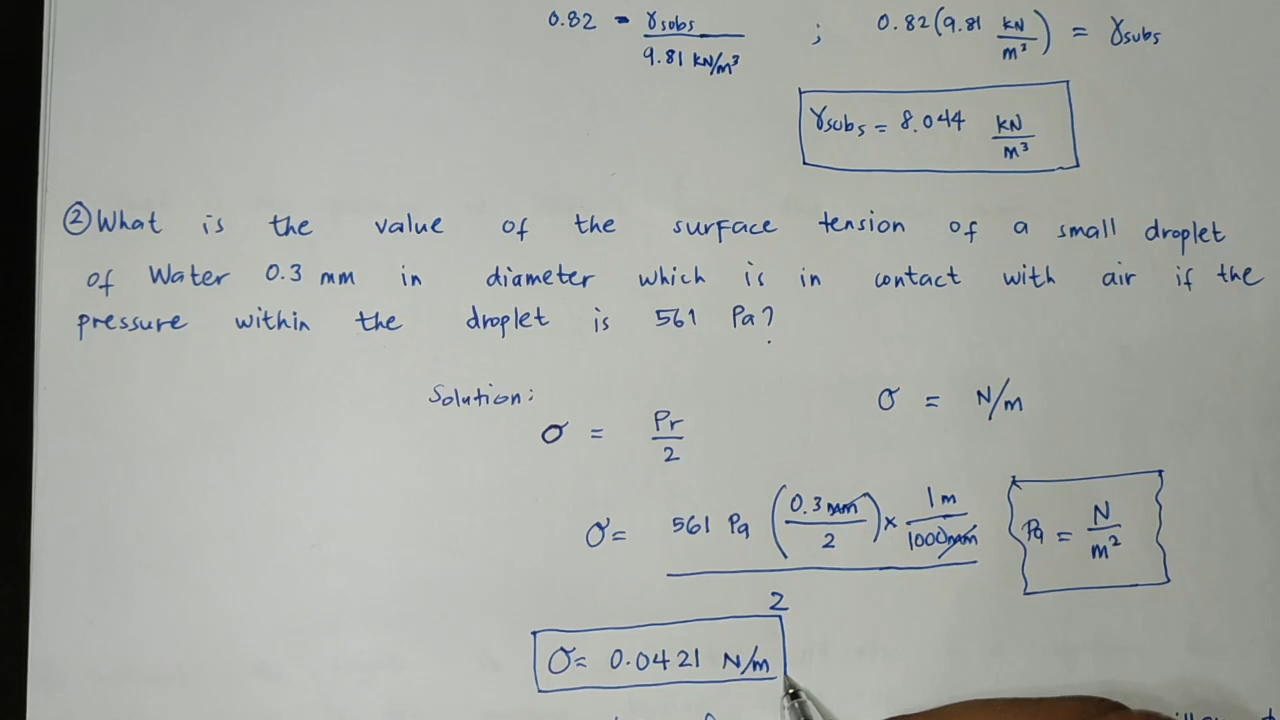 0.82 = γsubs / 9.81 kN/m³ ; 0.82(9.81 kN/m³) = γsubs
γsubs = 8.044 kN/m³
② What is the value of the surface tension of a small droplet
of Water 0.3 mm in diameter which is in contact with air if the
pressure within the droplet is 561 Pa?
Solution:
σ = N/m
σ = Pr/2
σ = 561 Pa (0.3 mm/2) × 1m/1000mm / 2
Pa = N/m²
σ = 0.0421 N/m